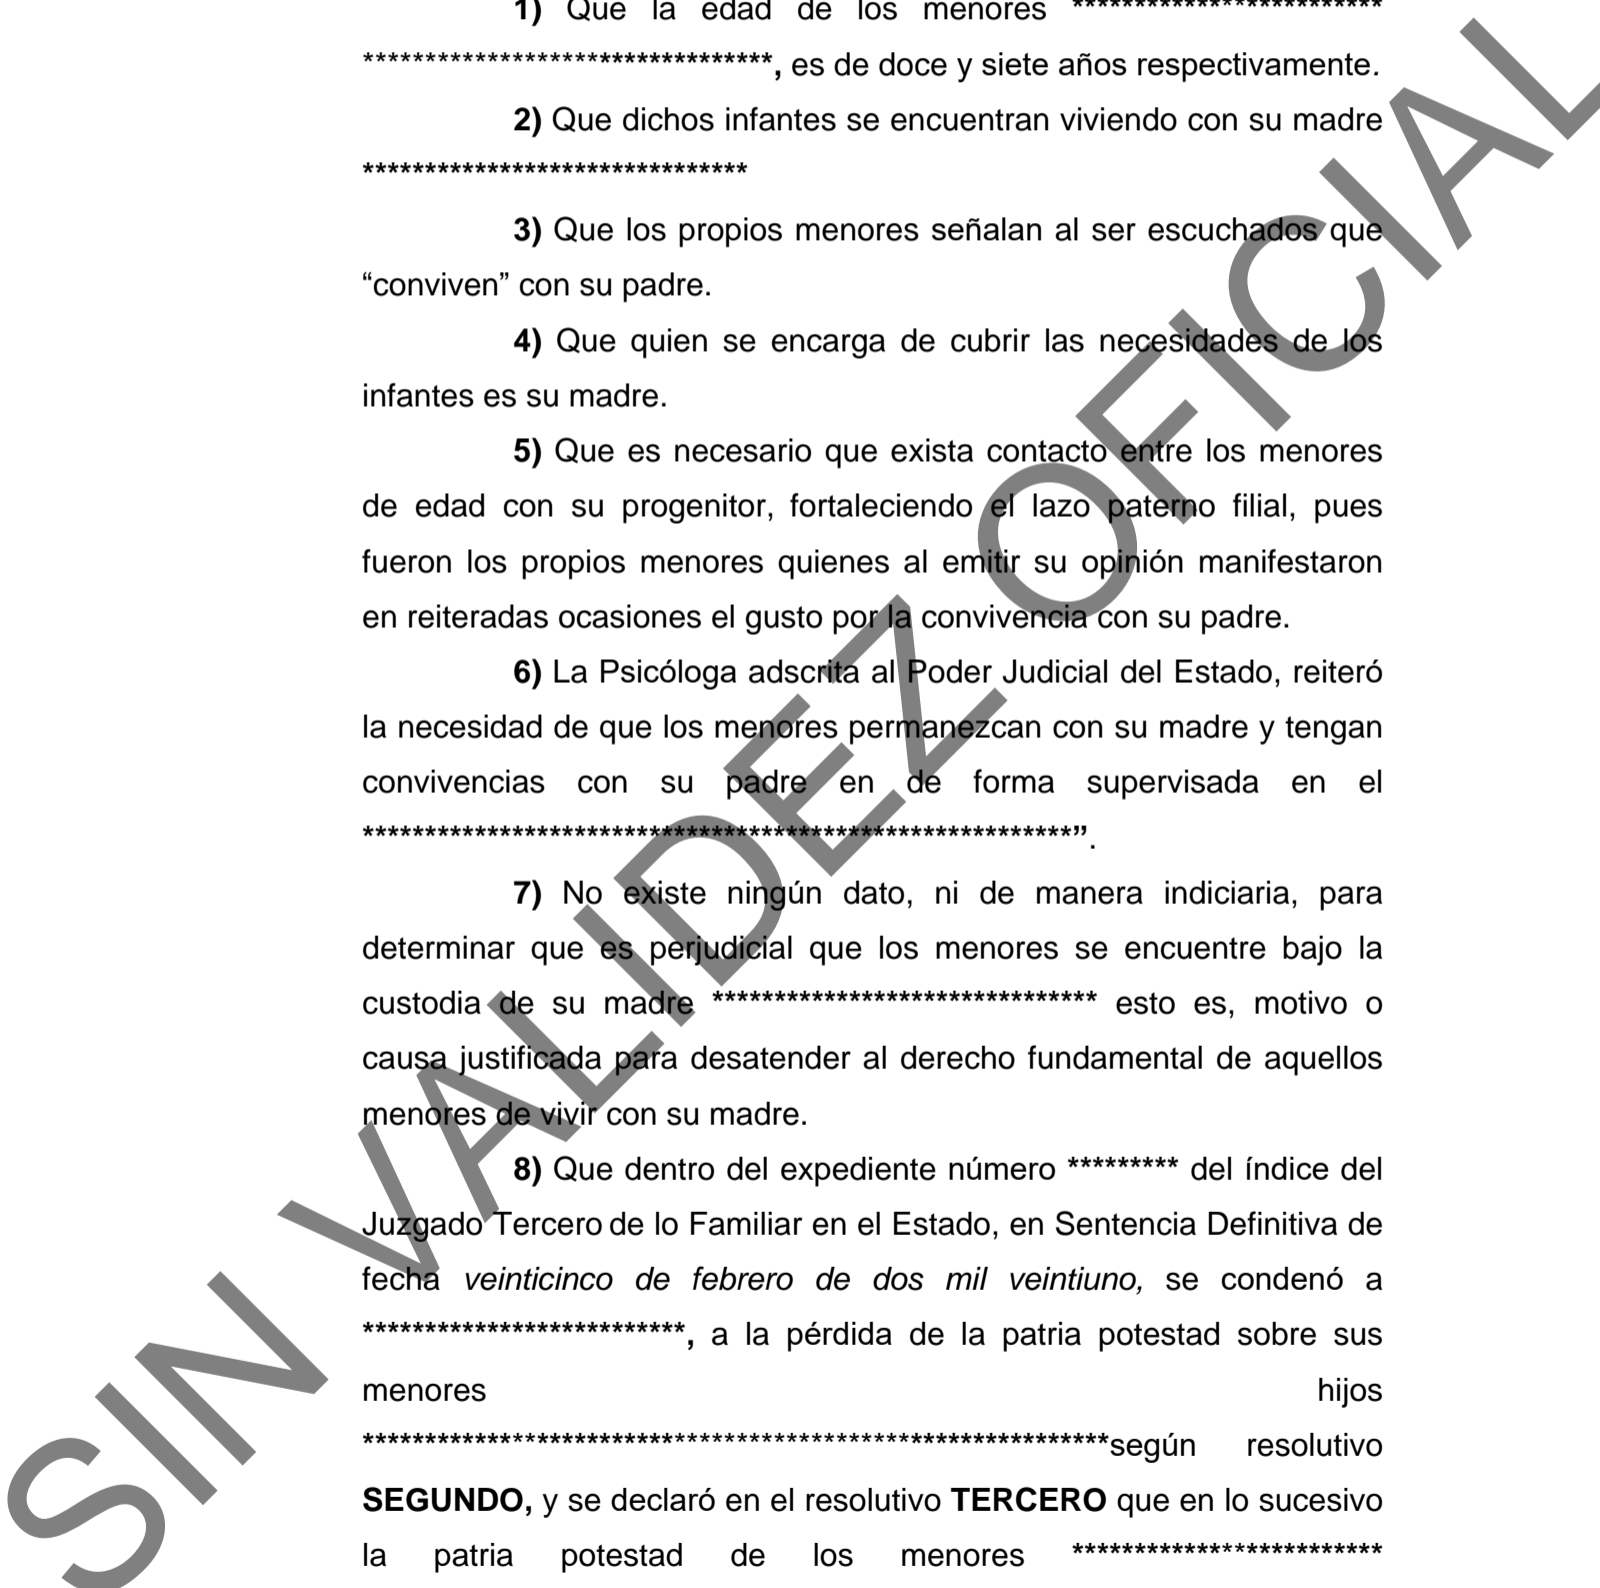 1) Que la edad de los menores *************************
*********************************, es de doce y siete años respectivamente.
2) Que dichos infantes se encuentran viviendo con su madre
*******************************
3) Que los propios menores señalan al ser escuchados que
“conviven” con su padre.
4) Que quien se encarga de cubrir las necesidades de los
infantes es su madre.
5) Que es necesario que exista contacto entre los menores
de edad con su progenitor, fortaleciendo el lazo paterno filial, pues
fueron los propios menores quienes al emitir su opinión manifestaron
en reiteradas ocasiones el gusto por la convivencia con su padre.
6) La Psicóloga adscrita al Poder Judicial del Estado, reiteró
la necesidad de que los menores permanezcan con su madre y tengan
convivencias con su padre en de forma supervisada en el
*********************************************************”.
7) No existe ningún dato, ni de manera indiciaria, para
determinar que es perjudicial que los menores se encuentre bajo la
custodia de su madre ******************************* esto es, motivo o
causa justificada para desatender al derecho fundamental de aquellos
menores de vivir con su madre.
8) Que dentro del expediente número ********* del índice del
Juzgado Tercero de lo Familiar en el Estado, en Sentencia Definitiva de
fecha veinticinco de febrero de dos mil veintiuno, se condenó a
**************************, a la pérdida de la patria potestad sobre sus
menores hijos
************************************************************según resolutivo
SEGUNDO, y se declaró en el resolutivo TERCERO que en lo sucesivo
la patria potestad de los menores *************************
SIN VALIDEZ OFICIAL